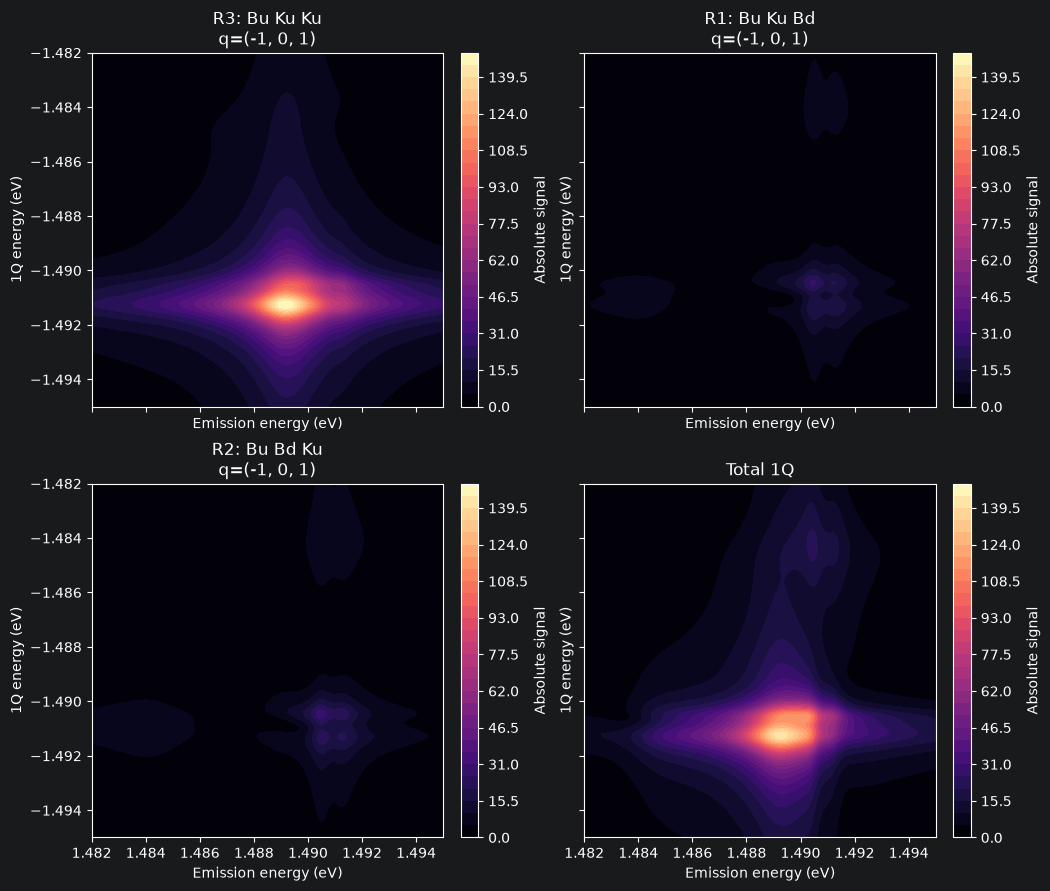 R3: Bu Ku Ku
q=(-1, 0, 1)
−1.482
−1.484
−1.486
−1.488
−1.490
−1.492
−1.494
1Q energy (eV)
Emission energy (eV)
139.5
124.0
108.5
93.0
77.5
62.0
46.5
31.0
15.5
0.0
Absolute signal
R1: Bu Ku Bd
q=(-1, 0, 1)
1Q energy (eV)
Emission energy (eV)
139.5
124.0
108.5
93.0
77.5
62.0
46.5
31.0
15.5
0.0
Absolute signal
R2: Bu Bd Ku
q=(-1, 0, 1)
−1.482
−1.484
−1.486
−1.488
−1.490
−1.492
−1.494
1Q energy (eV)
1.482 1.484 1.486 1.488 1.490 1.492 1.494
Emission energy (eV)
139.5
124.0
108.5
93.0
77.5
62.0
46.5
31.0
15.5
0.0
Absolute signal
Total 1Q
1Q energy (eV)
1.482 1.484 1.486 1.488 1.490 1.492 1.494
Emission energy (eV)
139.5
124.0
108.5
93.0
77.5
62.0
46.5
31.0
15.5
0.0
Absolute signal